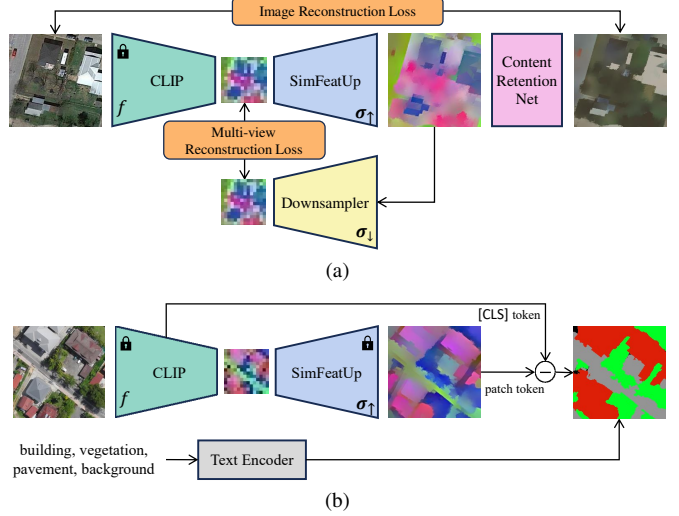 Image Reconstruction Loss
CLIP
f
SimFeatUp
σ↑
Content
Retention
Net
Multi-view
Reconstruction Loss
Downsampler
σ↓
(a)
[CLS] token
CLIP
f
SimFeatUp
σ↑
patch token
building, vegetation,
pavement, background
Text Encoder
(b)